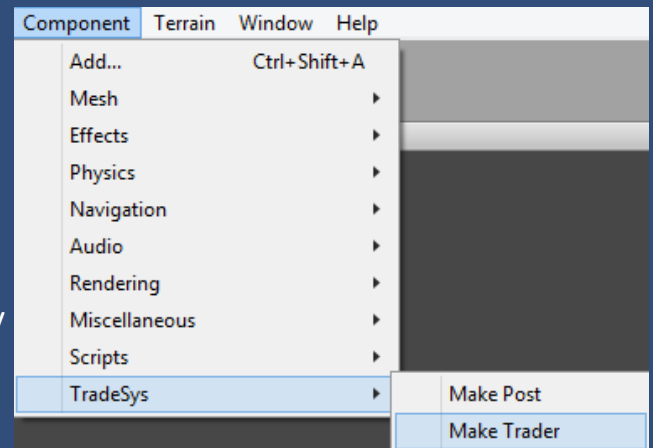 Component Terrain Window Help
Add... Ctrl+Shift+A
Mesh
Effects
Physics
Navigation
Audio
Rendering
Miscellaneous
Scripts
TradeSys
Make Post
Make Trader